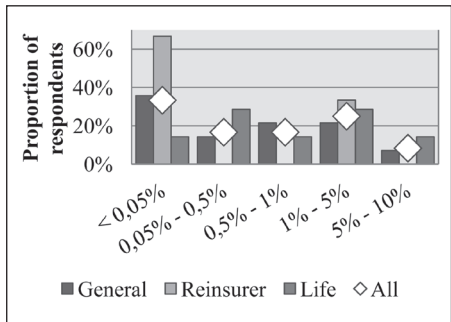 Proportion of
respondents
60%
40%
20%
0%
< 0,05%
0,05% - 0,5%
0,5% - 1%
1% - 5%
5% - 10%
General Reinsurer Life All